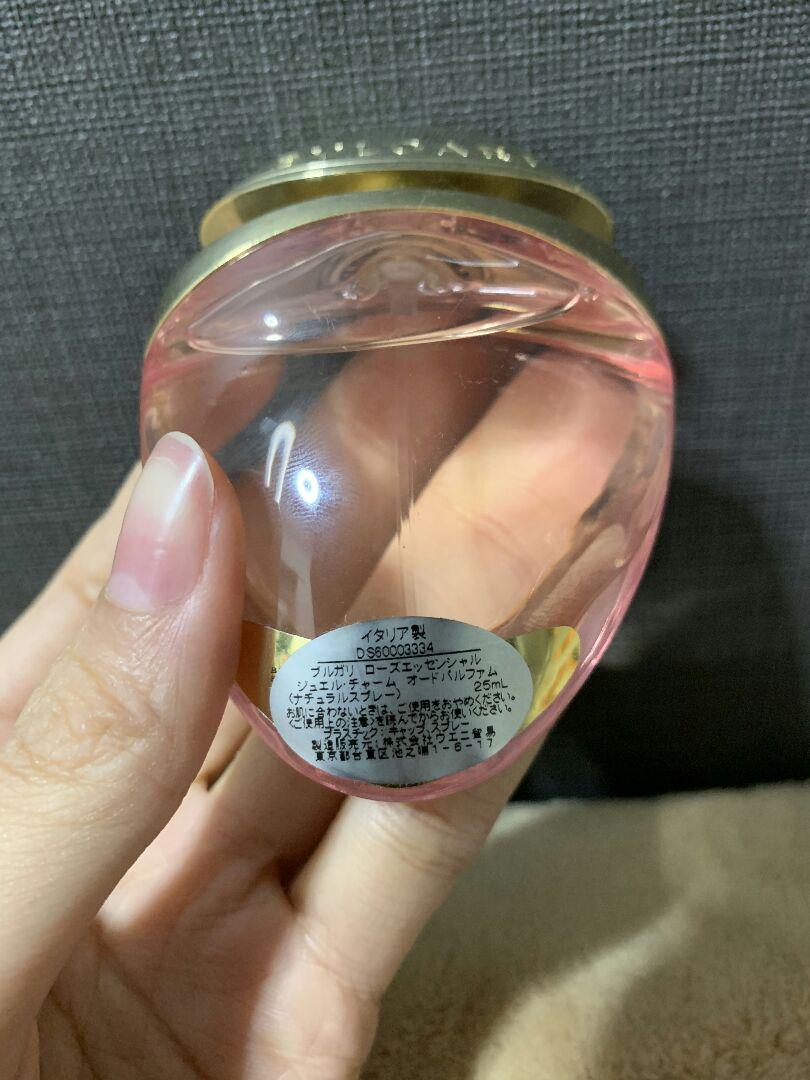 BVLGARI
イタリア製
DS60003334
ブルガリ ローズエッセンシャル
ジュエル・チャーム オードパルファム
(ナチュラルスプレー) 25mL
お肌に合わないときは、ご使用をおやめください。
<ご使用上の注意>を読んでからお使いください。
プラスチック:キャップ、スプレー
製造販売元:株式会社ウエニ貿易
東京都台東区池之端1-6-17